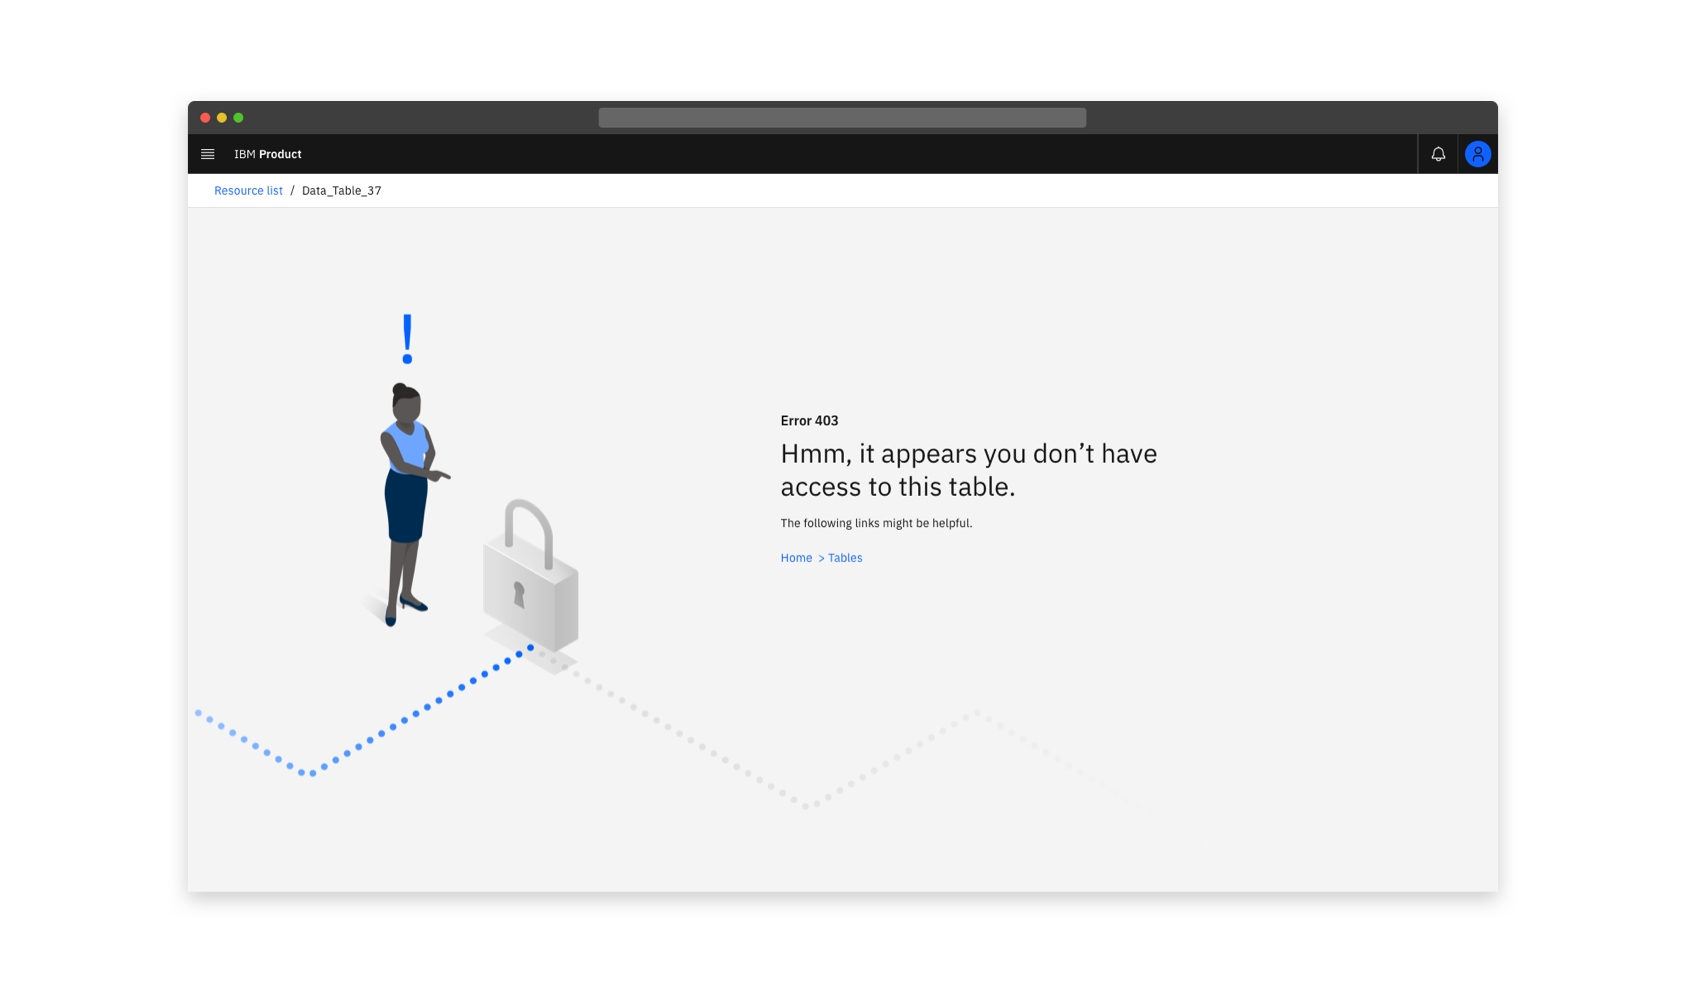 IBM Product
Resource list / Data_Table_37
!
Error 403
Hmm, it appears you don’t have
access to this table.
The following links might be helpful.
Home > Tables